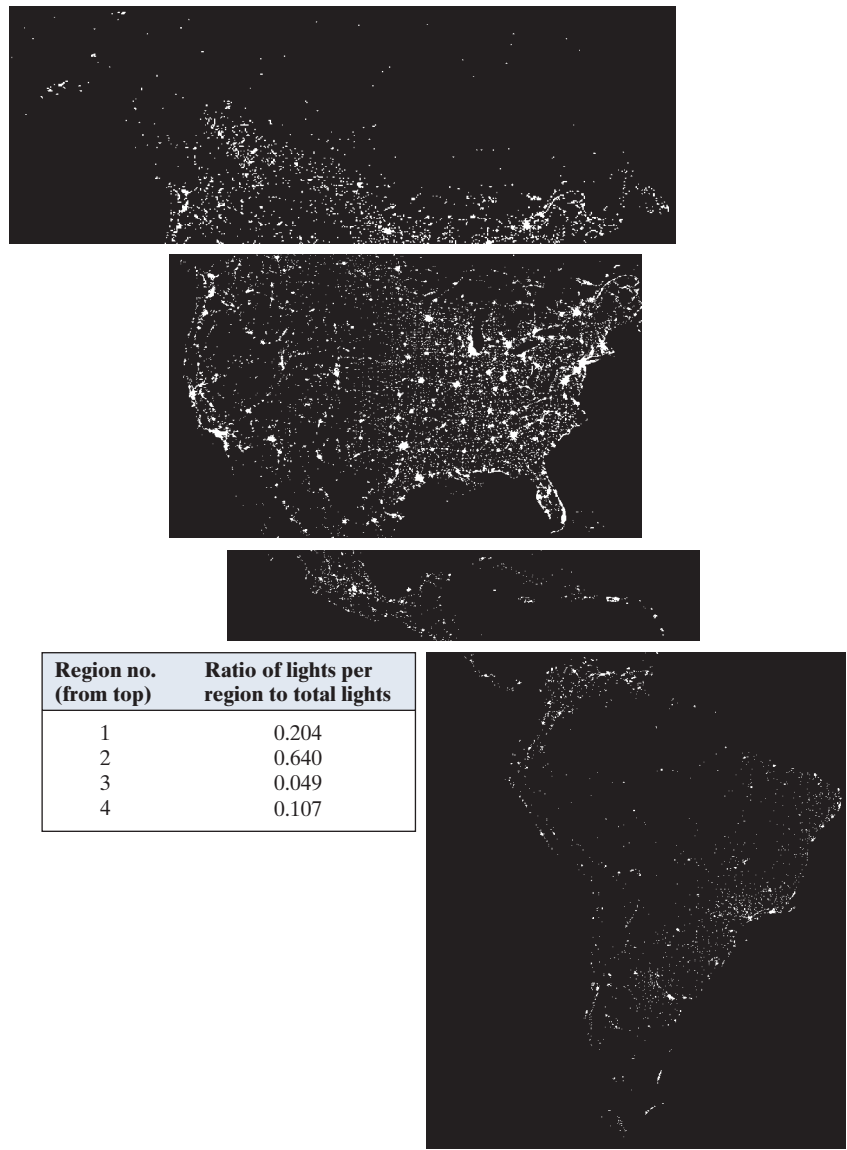 Region no. Ratio of lights per
(from top) region to total lights
1 0.204
2 0.640
3 0.049
4 0.107